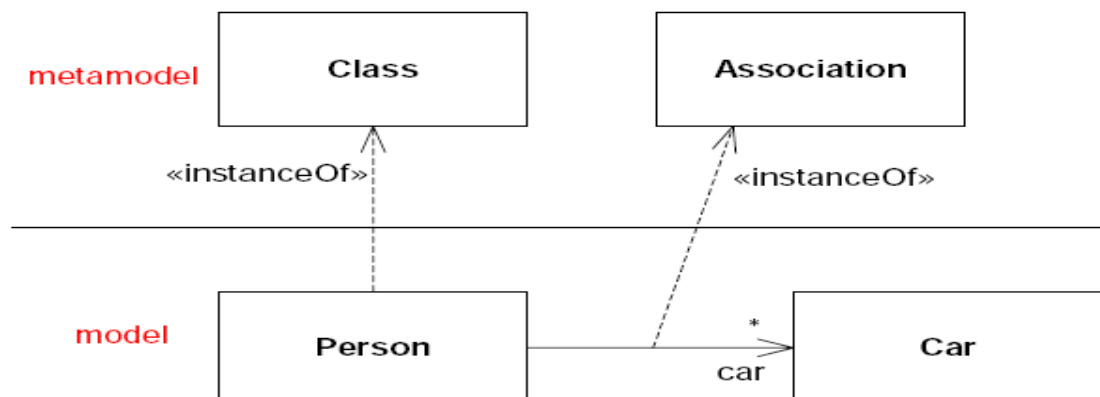 Class
Association
metamodel
«instanceOf»
«instanceOf»
model
Person
*
car
Car